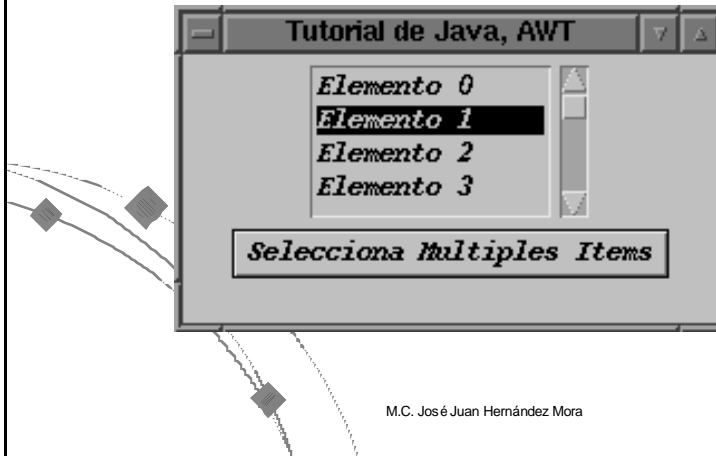 Tutorial de Java, AWT
Elemento 0
Elemento 1
Elemento 2
Elemento 3
Selecciona Multiples Items
M.C. José Juan Hernández Mora